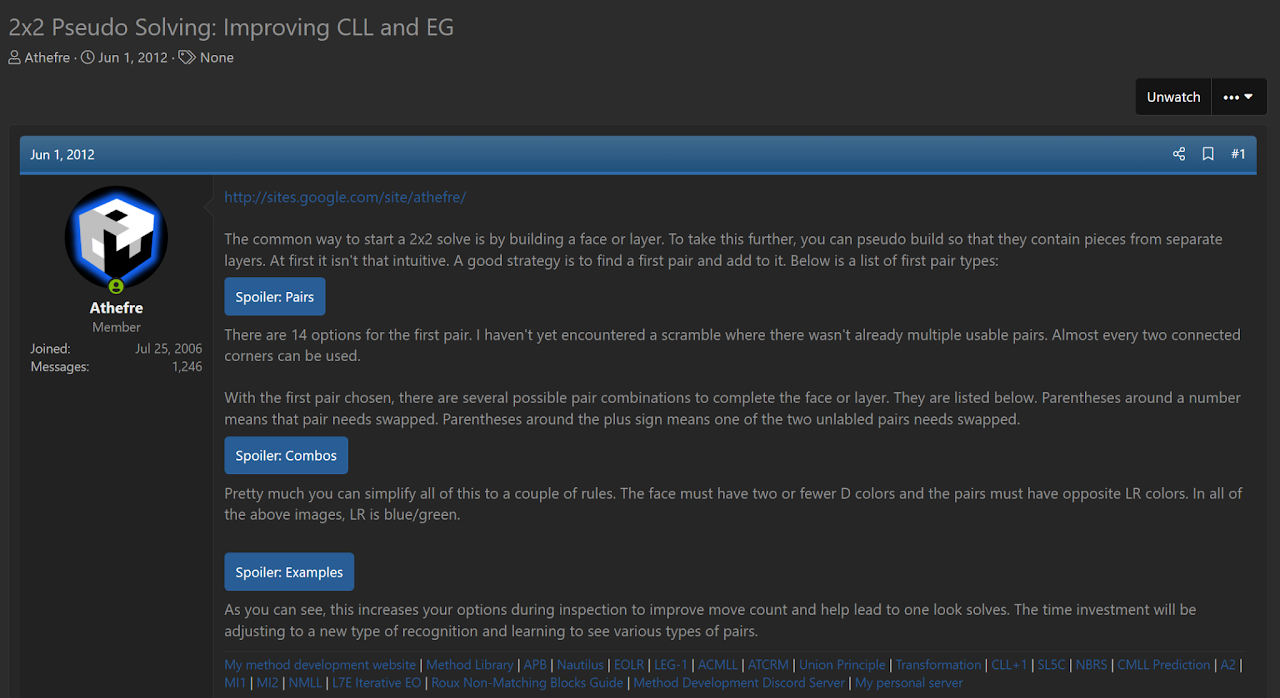 2x2 Pseudo Solving: Improving CLL and EG
Athefre · Jun 1, 2012 · None
Unwatch
Jun 1, 2012
#1
http://sites.google.com/site/athefre/
The common way to start a 2x2 solve is by building a face or layer. To take this further, you can pseudo build so that they contain pieces from separate
layers. At first it isn't that intuitive. A good strategy is to find a first pair and add to it. Below is a list of first pair types:
Spoiler: Pairs
Athefre
Member
Joined: Jul 25, 2006
Messages: 1,246
There are 14 options for the first pair. I haven't yet encountered a scramble where there wasn't already multiple usable pairs. Almost every two connected
corners can be used.
With the first pair chosen, there are several possible pair combinations to complete the face or layer. They are listed below. Parentheses around a number
means that pair needs swapped. Parentheses around the plus sign means one of the two unlabled pairs needs swapped.
Spoiler: Combos
Pretty much you can simplify all of this to a couple of rules. The face must have two or fewer D colors and the pairs must have opposite LR colors. In all of
the above images, LR is blue/green.
Spoiler: Examples
As you can see, this increases your options during inspection to improve move count and help lead to one look solves. The time investment will be
adjusting to a new type of recognition and learning to see various types of pairs.
My method development website | Method Library | APB | Nautilus | EOLR | LEG-1 | ACMLL | ATCRM | Union Principle | Transformation | CLL+1 | SL5C | NBRS | CMLL Prediction | A2 |
MI1 | MI2 | NMLL | L7E Iterative EO | Roux Non-Matching Blocks Guide | Method Development Discord Server | My personal server